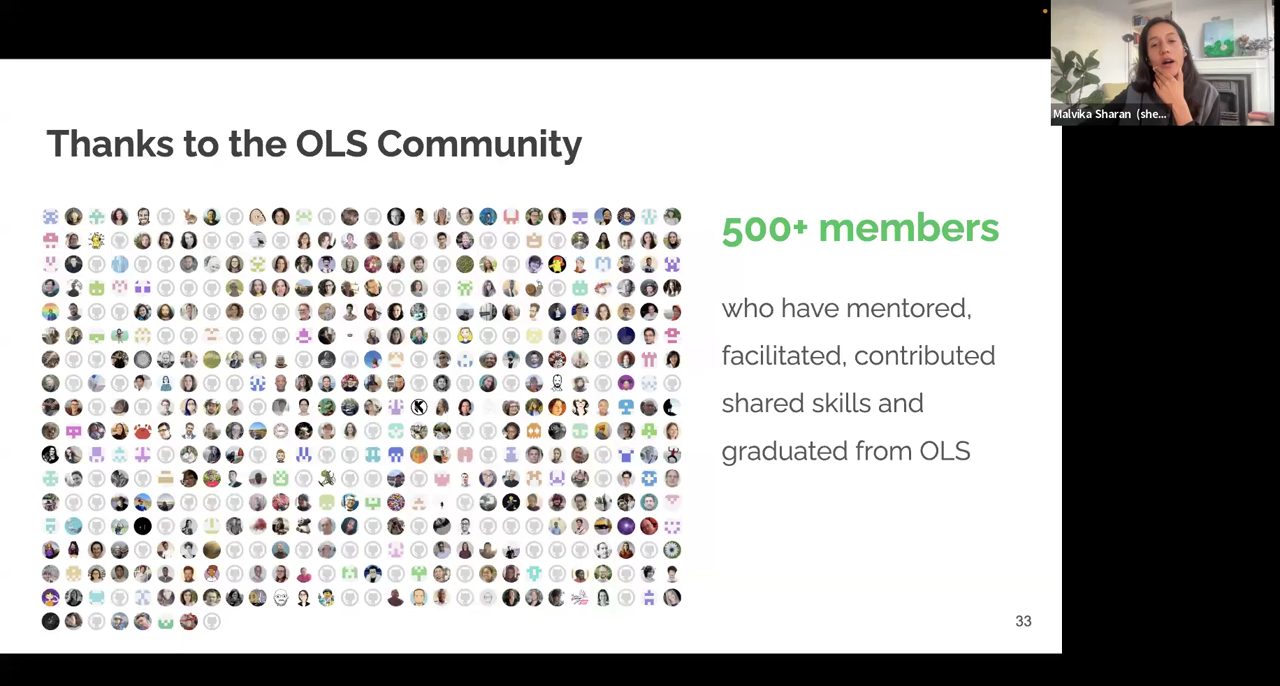 Malvika Sharan (she...
Thanks to the OLS Community
500+ members
who have mentored,
facilitated, contributed
shared skills and
graduated from OLS
33